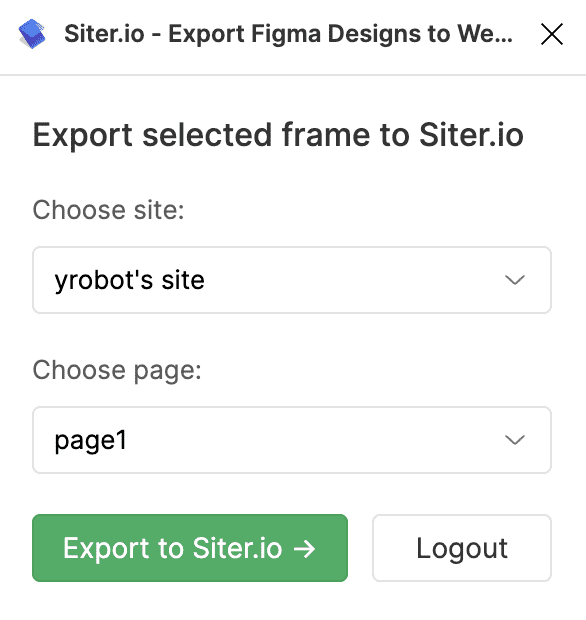 Siter.io - Export Figma Designs to We...
Export selected frame to Siter.io
Choose site:
yrobot's site
Choose page:
page1
Export to Siter.io →
Logout